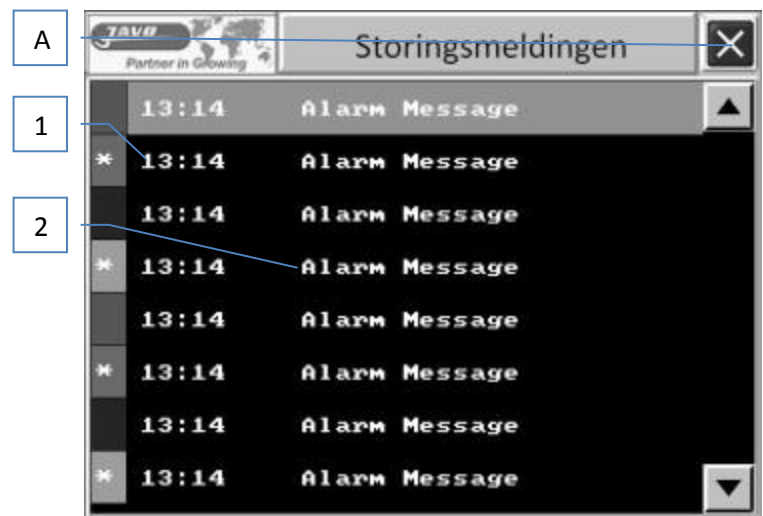 A
JAVO
Partner in Growing
Storingsmeldingen
1
13:14 Alarm Message
* 13:14 Alarm Message
13:14 Alarm Message
2
* 13:14 Alarm Message
13:14 Alarm Message
* 13:14 Alarm Message
13:14 Alarm Message
* 13:14 Alarm Message